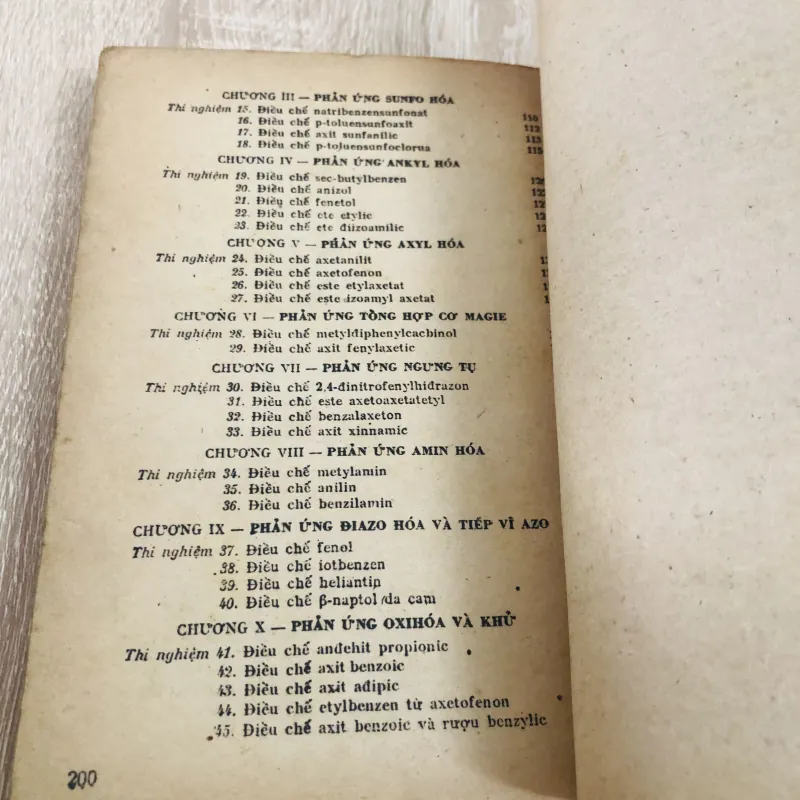 CHƯƠNG III — PHẢN ỨNG SUNFO HÓA
Thí nghiệm 15. Điều chế natribenzensunfonat 110
16. Điều chế p-toluensunfoaxit 112
17. Điều chế axit sunfanilic 113
18. Điều chế p-toluensunfoclorua 115
CHƯƠNG IV — PHẢN ỨNG ANKYL HÓA
Thí nghiệm 19. Điều chế sec-butylbenzen
20. Điều chế anizol
21. Điều chế fenetol
22. Điều chế ete etylic
23. Điều chế ete điizoamilic
CHƯƠNG V — PHẢN ỨNG AXYL HÓA
Thí nghiệm 24. Điều chế axetanilit
25. Điều chế axetofenon
26. Điều chế este etylaxetat
27. Điều chế este izoamyl axetat
CHƯƠNG VI — PHẢN ỨNG TỔNG HỢP CƠ MAGIE
Thí nghiệm 28. Điều chế metylđiphenylcacbinol
29. Điều chế axit fenylaxetic
CHƯƠNG VII — PHẢN ỨNG NGƯNG TỤ
Thí nghiệm 30. Điều chế 2,4-đinitrofenylhiđrazon
31. Điều chế este axetoaxetatetyl
32. Điều chế benzalaxeton
33. Điều chế axit xinnamic
CHƯƠNG VIII — PHẢN ỨNG AMIN HÓA
Thí nghiệm 34. Điều chế metylamin
35. Điều chế anilin
36. Điều chế benzilamin
CHƯƠNG IX — PHẢN ỨNG ĐIAZO HÓA VÀ TIẾP VĨ AZO
Thí nghiệm 37. Điều chế fenol
38. Điều chế iotbenzen
39. Điều chế heliantin
40. Điều chế β-naptol da cam
CHƯƠNG X — PHẢN ỨNG OXIHÓA VÀ KHỬ
Thí nghiệm 41. Điều chế anđehit propionic
42. Điều chế axit benzoic
43. Điều chế axit ađipic
44. Điều chế etylbenzen từ axetofenon
45. Điều chế axit benzoic và rượu benzylic
200